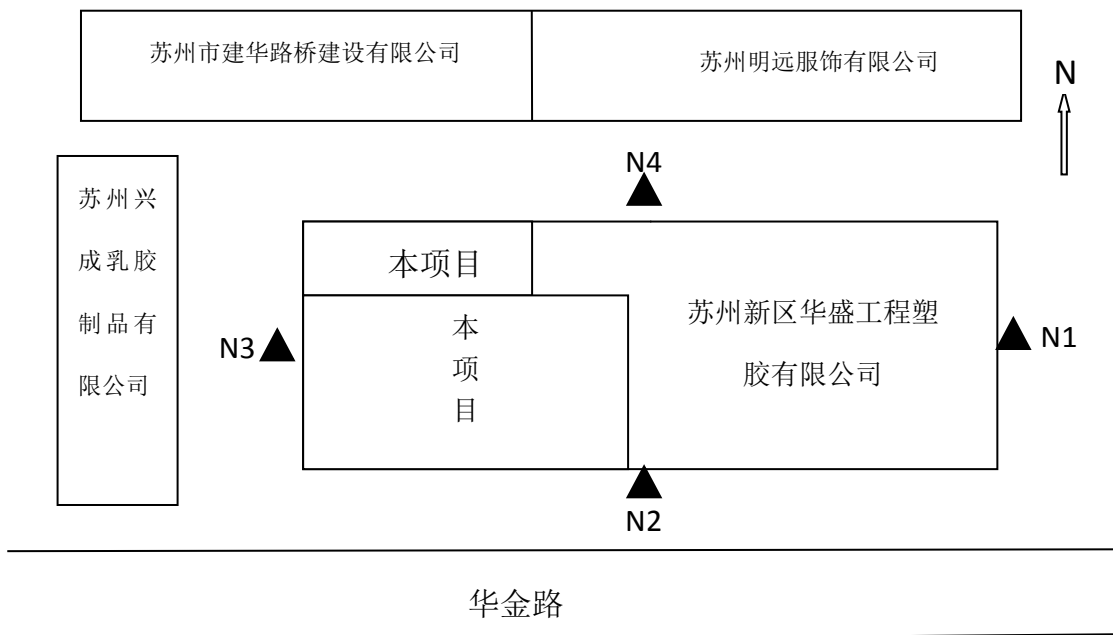 苏州市建华路桥建设有限公司
苏州明远服饰有限公司
N
N4
苏州兴
成乳胶
制品有
限公司
本项目
本
项
目
苏州新区华盛工程塑
胶有限公司
N3
N1
N2
华金路